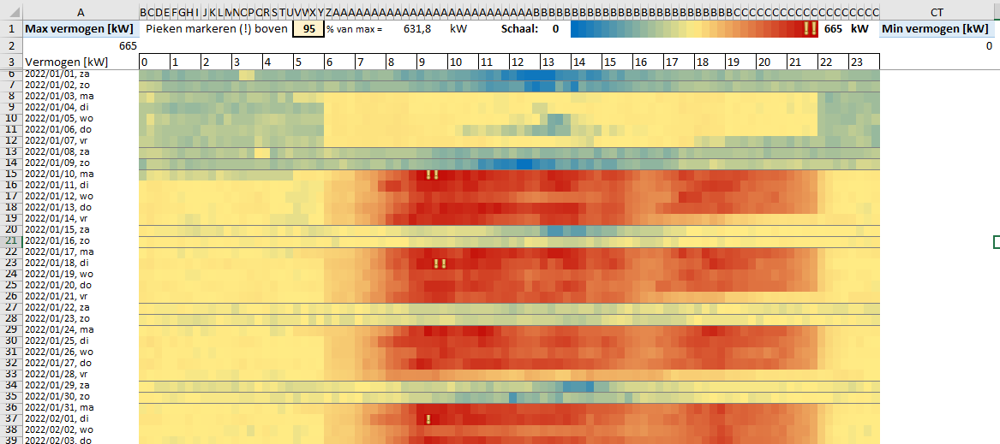 A BCDEFGHIJKLMNOPQRSTUVWXYZAAAAAAAAAAAAAAAAAAAAAAAAAABBBBBBBBBBBBBBBBBBBBBBBBBBCCCCCCCCCCCCCCCCCCC CT
1 Max vermogen [kW] Pieken markeren (!) boven 95 % van max = 631,8 kW Schaal: 0 !! 665 kW Min vermogen [kW]
2 665 0
3 Vermogen [kW] 0 1 2 3 4 5 6 7 8 9 10 11 12 13 14 15 16 17 18 19 20 21 22 23
6 2022/01/01, za
7 2022/01/02, zo
8 2022/01/03, ma
9 2022/01/04, di
10 2022/01/05, wo
11 2022/01/06, do
12 2022/01/07, vr
13 2022/01/08, za
14 2022/01/09, zo
15 2022/01/10, ma !!
16 2022/01/11, di
17 2022/01/12, wo
18 2022/01/13, do
19 2022/01/14, vr
20 2022/01/15, za
21 2022/01/16, zo
22 2022/01/17, ma
23 2022/01/18, di !!
24 2022/01/19, wo
25 2022/01/20, do
26 2022/01/21, vr
27 2022/01/22, za
28 2022/01/23, zo
29 2022/01/24, ma
30 2022/01/25, di
31 2022/01/26, wo
32 2022/01/27, do
33 2022/01/28, vr
34 2022/01/29, za
35 2022/01/30, zo
36 2022/01/31, ma
37 2022/02/01, di !
38 2022/02/02, wo
39 2022/02/03, do